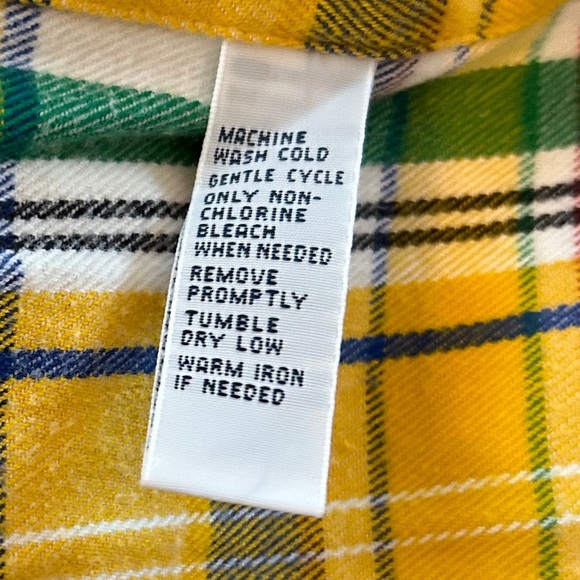 MACHINE
WASH COLD
GENTLE CYCLE
ONLY NON-
CHLORINE
BLEACH
WHEN NEEDED
REMOVE
PROMPTLY
TUMBLE
DRY LOW
WARM IRON
IF NEEDED